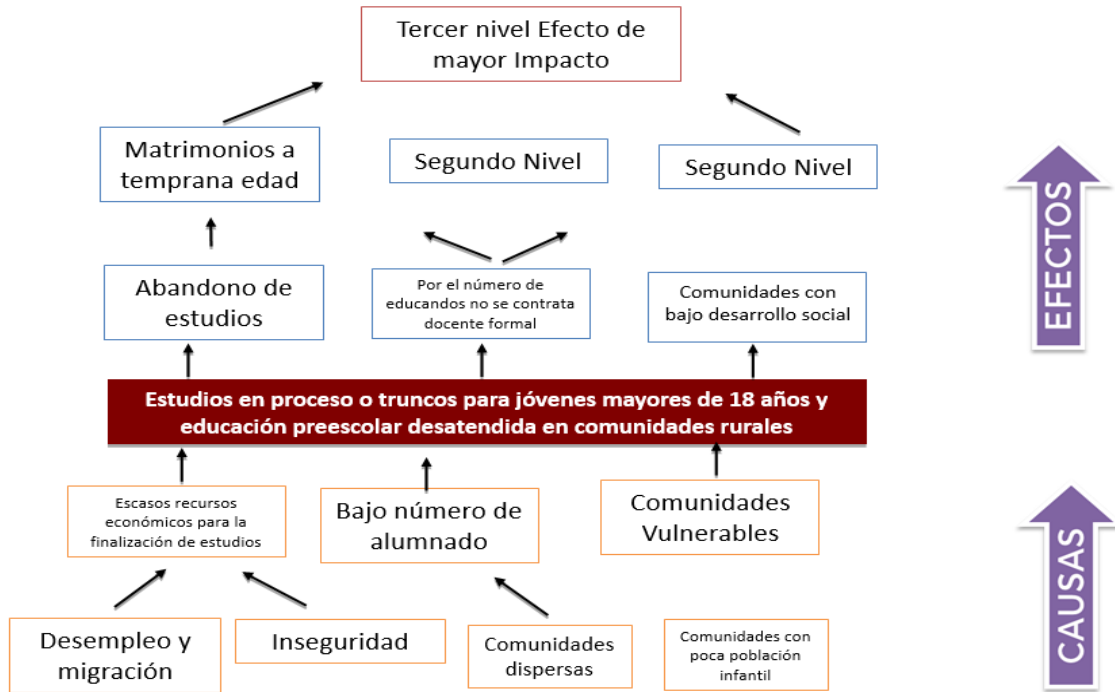 Tercer nivel Efecto de
mayor Impacto
Matrimonios a
temprana edad
Segundo Nivel
Segundo Nivel
EFECTOS
Abandono de
estudios
Por el número de
educandos no se contrata
docente formal
Comunidades con
bajo desarrollo social
Estudios en proceso o truncos para jóvenes mayores de 18 años y
educación preescolar desatendida en comunidades rurales
Escasos recursos
económicos para la
finalización de estudios
Bajo número de
alumnado
Comunidades
Vulnerables
CAUSAS
Desempleo y
migración
Inseguridad
Comunidades
dispersas
Comunidades con
poca población
infantil